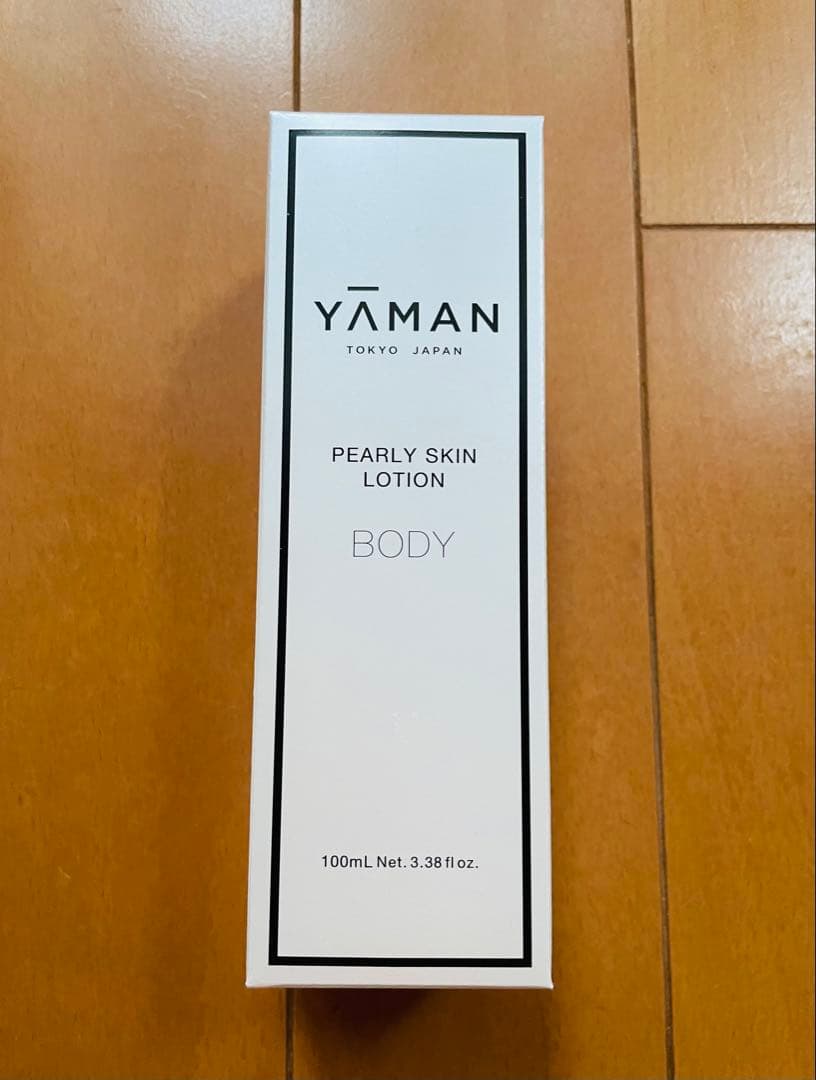 YĀMAN
TOKYO JAPAN
PEARLY SKIN
LOTION
BODY
100mL Net. 3.38 fl oz.